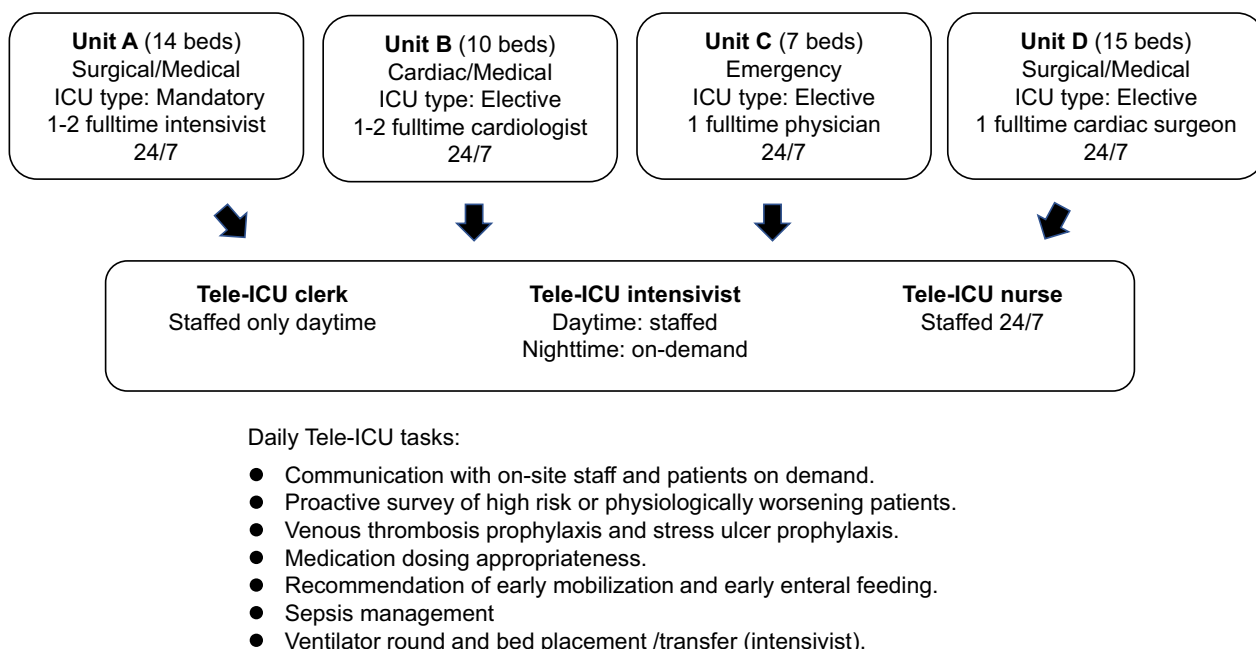 Unit A (14 beds)
Surgical/Medical
ICU type: Mandatory
1-2 fulltime intensivist
24/7
Unit B (10 beds)
Cardiac/Medical
ICU type: Elective
1-2 fulltime cardiologist
24/7
Unit C (7 beds)
Emergency
ICU type: Elective
1 fulltime physician
24/7
Unit D (15 beds)
Surgical/Medical
ICU type: Elective
1 fulltime cardiac surgeon
24/7
Tele-ICU clerk
Staffed only daytime
Tele-ICU intensivist
Daytime: staffed
Nighttime: on-demand
Tele-ICU nurse
Staffed 24/7
Daily Tele-ICU tasks:
● Communication with on-site staff and patients on demand.
● Proactive survey of high risk or physiologically worsening patients.
● Venous thrombosis prophylaxis and stress ulcer prophylaxis.
● Medication dosing appropriateness.
● Recommendation of early mobilization and early enteral feeding.
● Sepsis management
● Ventilator round and bed placement /transfer (intensivist).